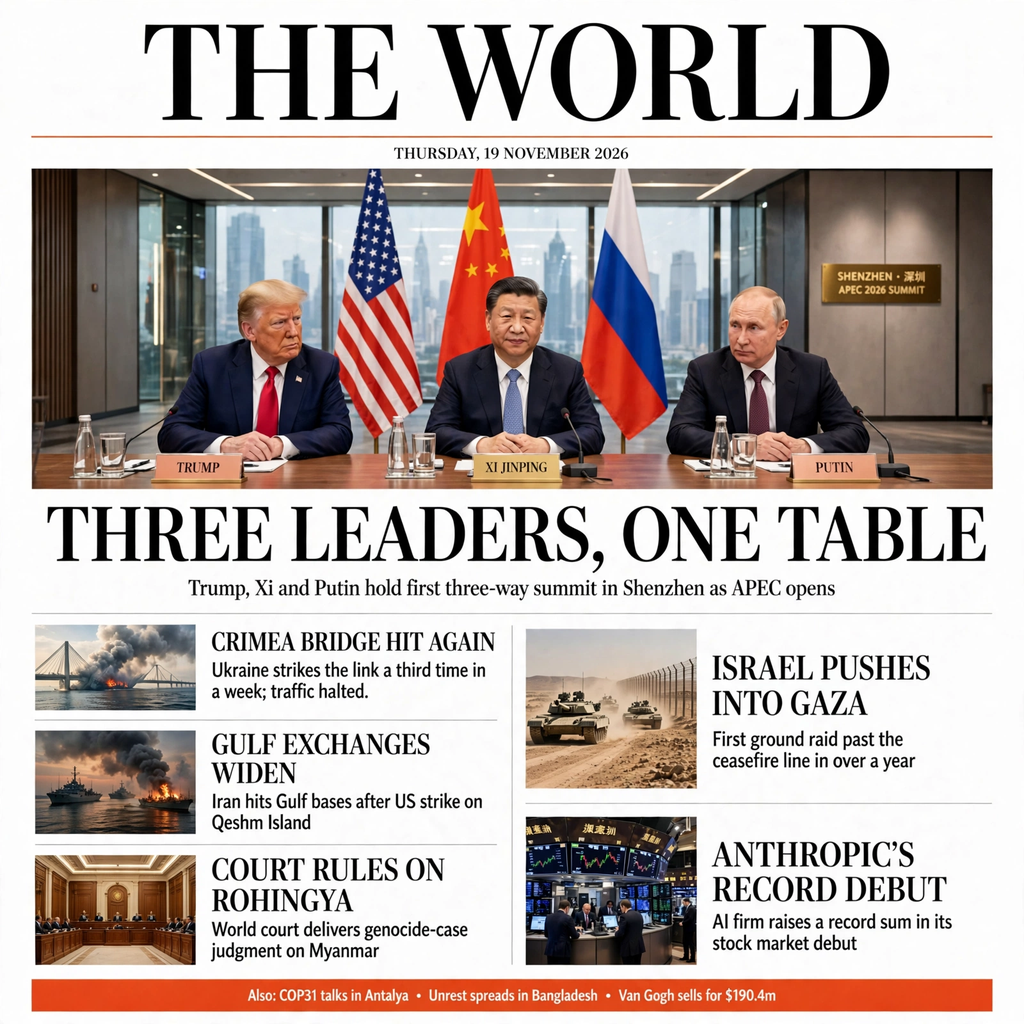 THE WORLD
THURSDAY, 19 NOVEMBER 2026
SHENZHEN · 深圳
APEC 2026 SUMMIT
TRUMP
XI JINPING
PUTIN
THREE LEADERS, ONE TABLE
Trump, Xi and Putin hold first three-way summit in Shenzhen as APEC opens
CRIMEA BRIDGE HIT AGAIN
Ukraine strikes the link a third time in
a week; traffic halted.
GULF EXCHANGES
WIDEN
Iran hits Gulf bases after US strike on
Qeshm Island
COURT RULES ON
ROHINGYA
World court delivers genocide-case
judgment on Myanmar
ISRAEL PUSHES
INTO GAZA
First ground raid past the
ceasefire line in over a year
ANTHROPIC'S
RECORD DEBUT
AI firm raises a record sum in its
stock market debut
Also: COP31 talks in Antalya • Unrest spreads in Bangladesh • Van Gogh sells for $190.4m